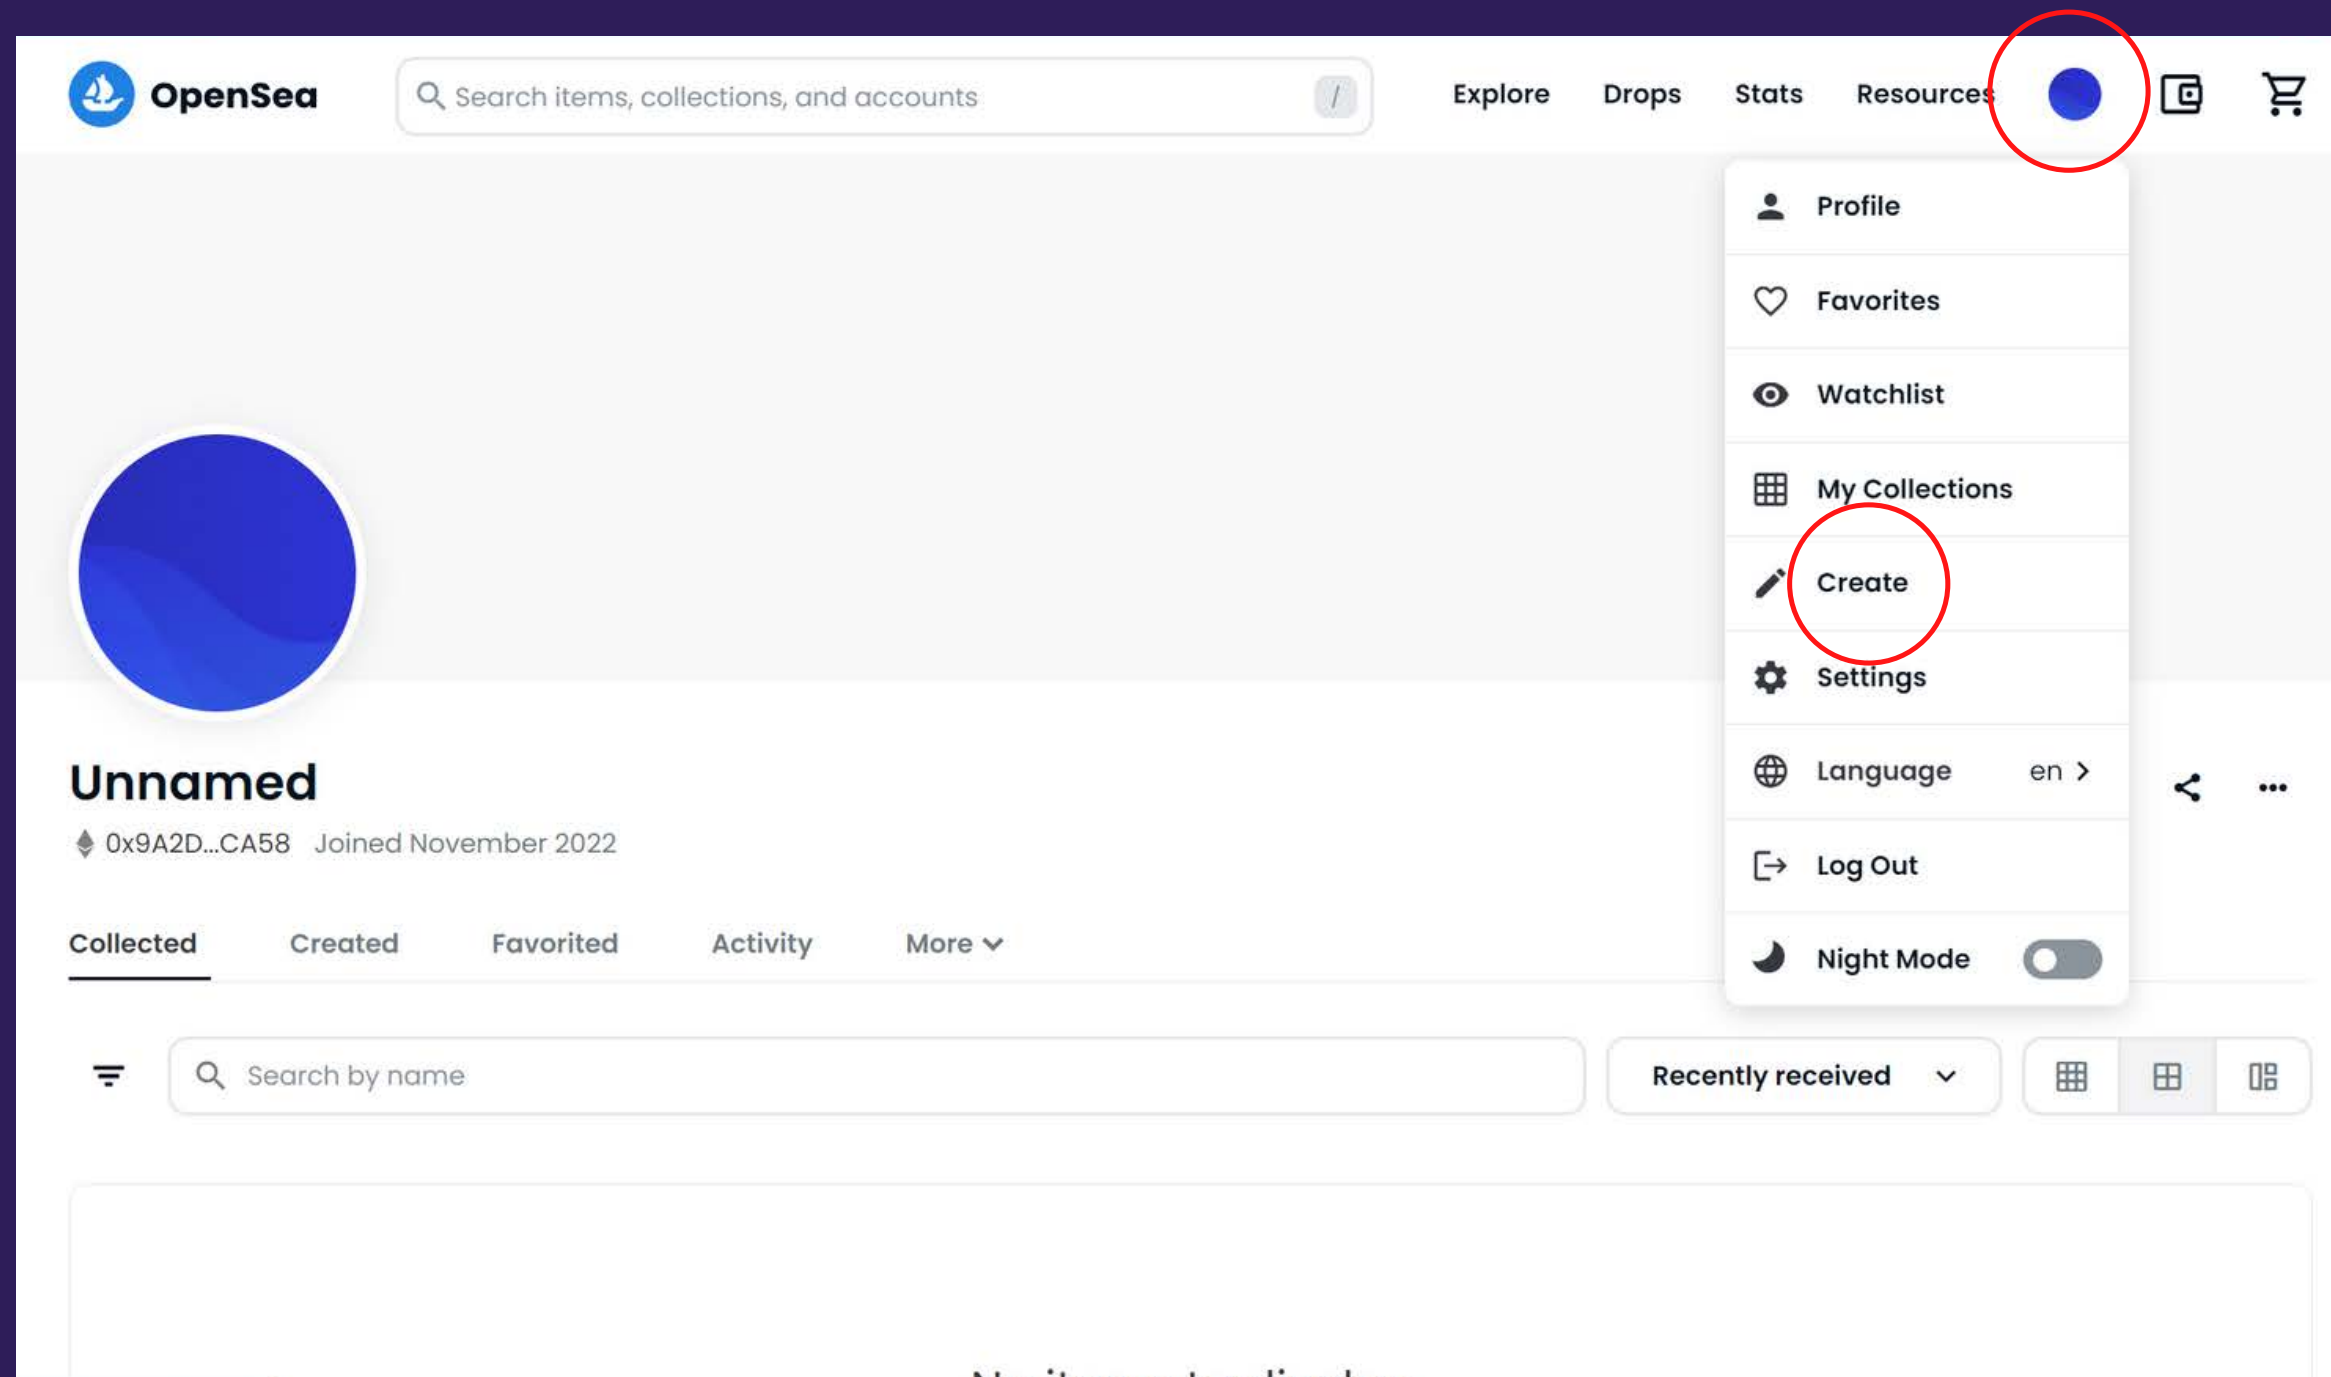 OpenSea
Search items, collections, and accounts
/
Explore
Drops
Stats
Resources
Profile
Favorites
Watchlist
My Collections
Create
Settings
Language en
Log Out
Night Mode
Unnamed
0x9A2D...CA58 Joined November 2022
Collected
Created
Favorited
Activity
More
Search by name
Recently received